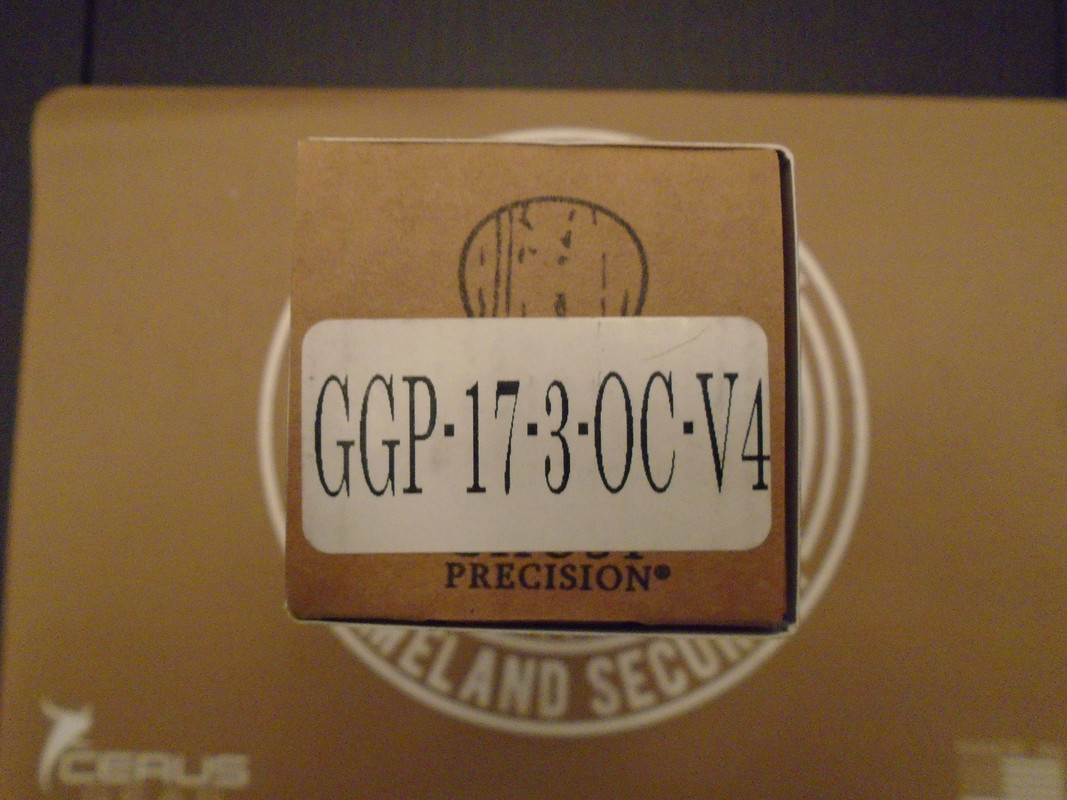 GGP-17-3-OC-V4
PRECISION®
MELAND SECUR
CERUS